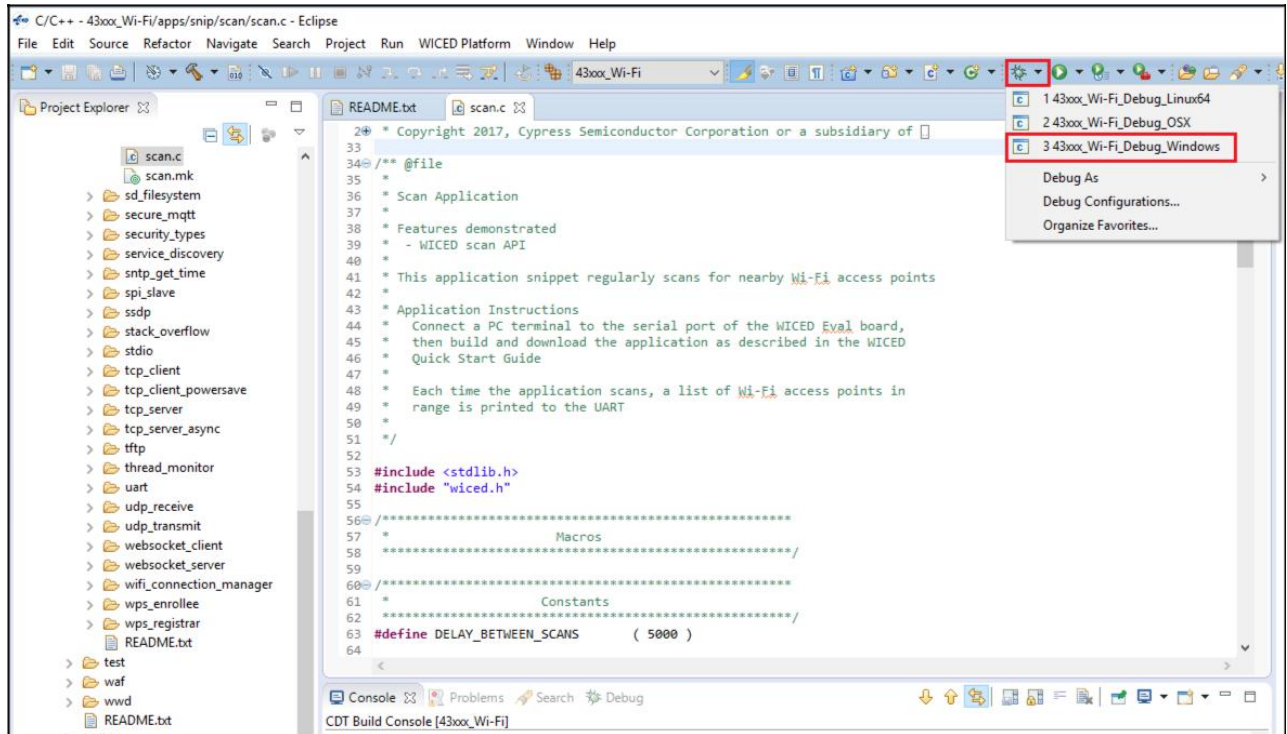 C/C++ - 43xxx_Wi-Fi/apps/snip/scan/scan.c - Eclipse
File Edit Source Refactor Navigate Search Project Run WICED Platform Window Help
43xxx_Wi-Fi
Project Explorer
scan.c
scan.mk
sd_filesystem
secure_mqtt
security_types
service_discovery
sntp_get_time
spi_slave
ssdp
stack_overflow
stdio
tcp_client
tcp_client_powersave
tcp_server
tcp_server_async
tftp
thread_monitor
uart
udp_receive
udp_transmit
websocket_client
websocket_server
wifi_connection_manager
wps_enrollee
wps_registrar
README.txt
test
waf
wwd
README.txt
README.txt scan.c
2 * Copyright 2017, Cypress Semiconductor Corporation or a subsidiary of
33
34 /** @file
35 *
36 * Scan Application
37 *
38 * Features demonstrated
39 * - WICED scan API
40 *
41 * This application snippet regularly scans for nearby Wi-Fi access points
42 *
43 * Application Instructions
44 * Connect a PC terminal to the serial port of the WICED Eval board,
45 * then build and download the application as described in the WICED
46 * Quick Start Guide
47 *
48 * Each time the application scans, a list of Wi-Fi access points in
49 * range is printed to the UART
50 *
51 */
52
53 #include <stdlib.h>
54 #include "wiced.h"
55
56 /******************************************************
57 * Macros
58 ******************************************************/
59
60 /******************************************************
61 * Constants
62 ******************************************************/
63 #define DELAY_BETWEEN_SCANS ( 5000 )
64
1 43xxx_Wi-Fi_Debug_Linux64
2 43xxx_Wi-Fi_Debug_OSX
3 43xxx_Wi-Fi_Debug_Windows
Debug As
Debug Configurations...
Organize Favorites...
Console Problems Search Debug
CDT Build Console [43xxx_Wi-Fi]